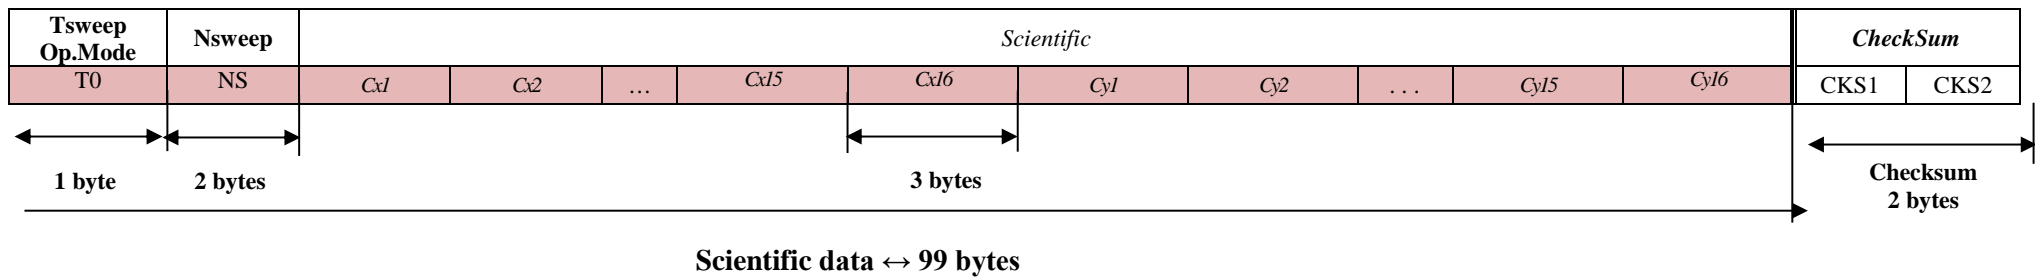 Tsweep
Op.Mode
Nsweep
Scientific
CheckSum
T0
NS
Cx1
Cx2
…
Cx15
Cx16
Cy1
Cy2
. . .
Cy15
Cy16
CKS1
CKS2
1 byte
2 bytes
3 bytes
Checksum
2 bytes
Scientific data ↔ 99 bytes